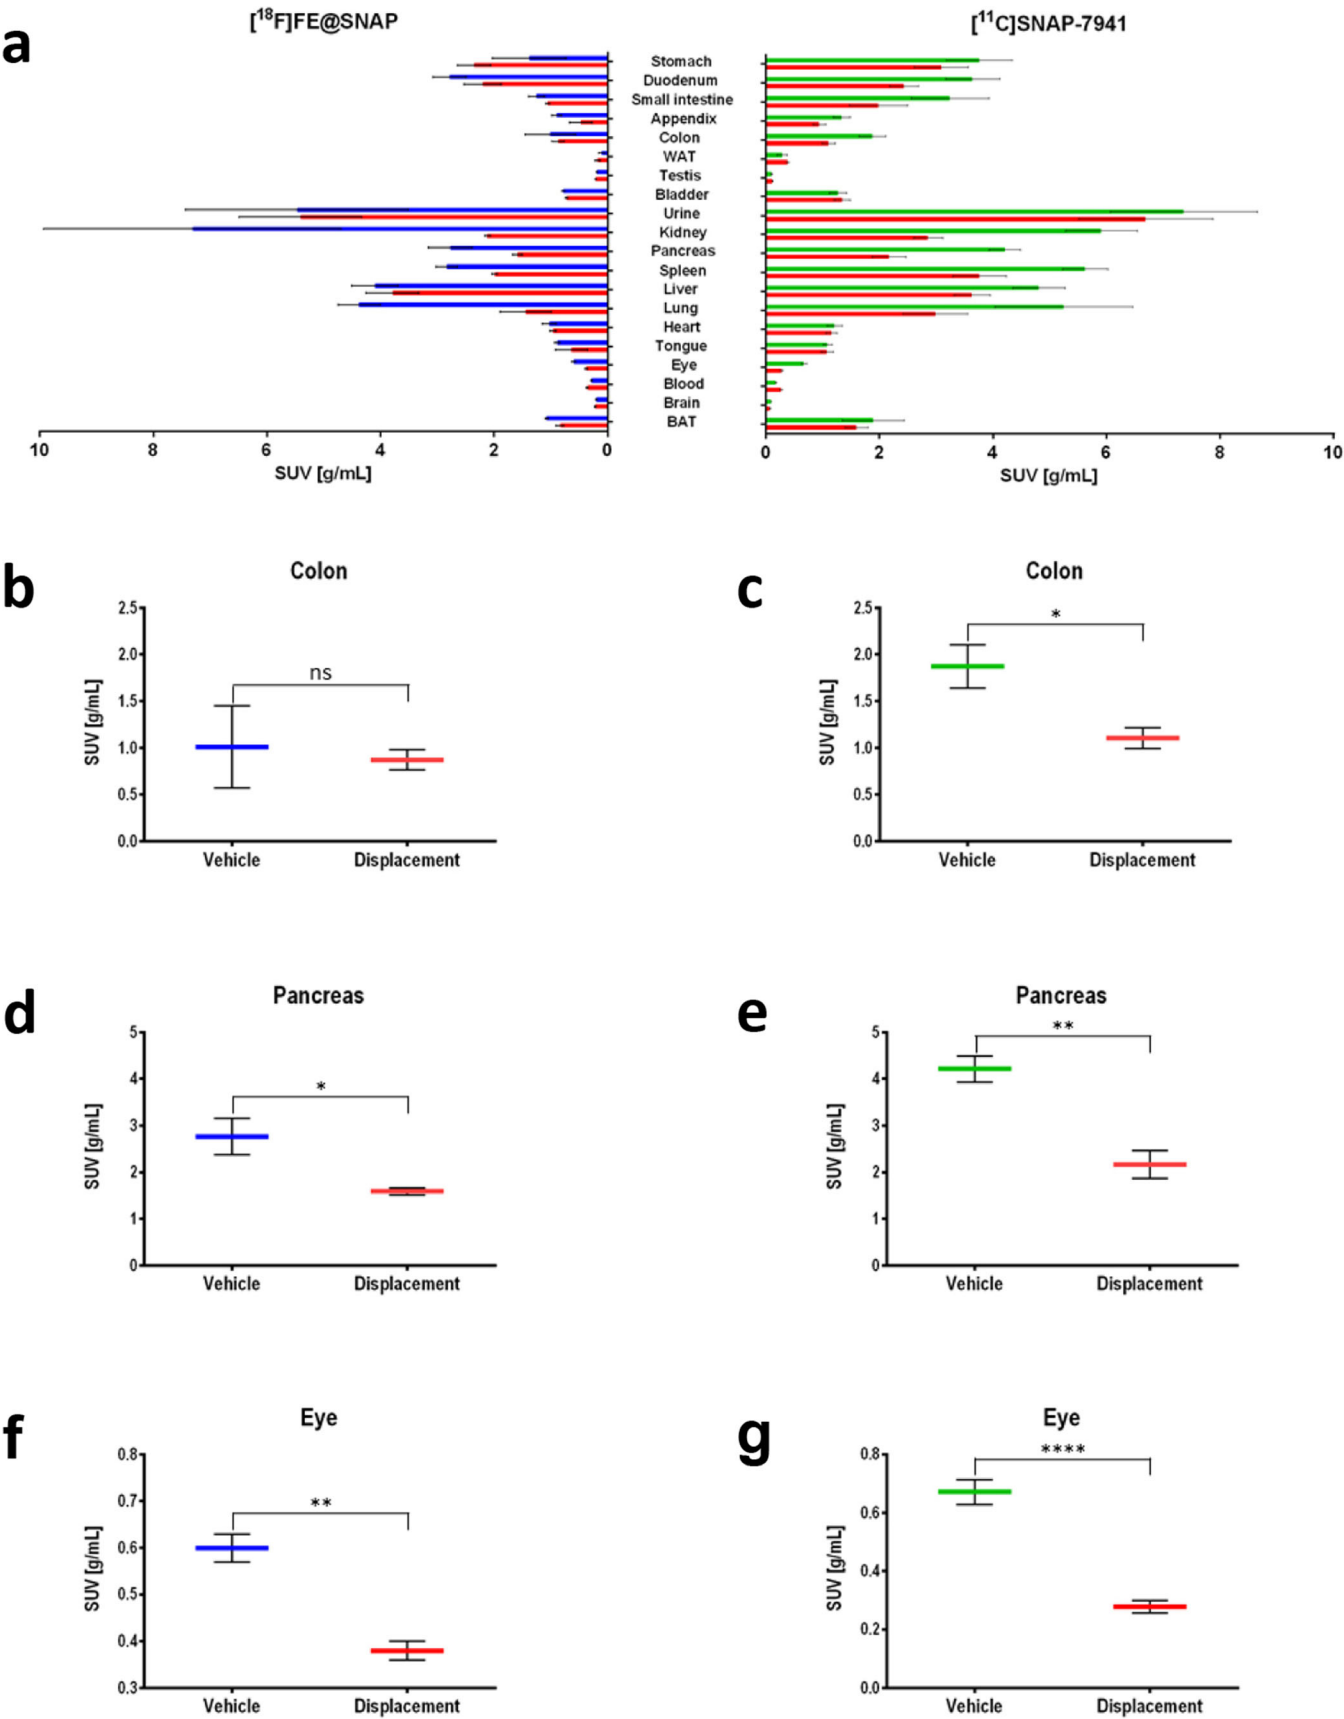 a
[18F]FE@SNAP
[11C]SNAP-7941
Stomach
Duodenum
Small intestine
Appendix
Colon
WAT
Testis
Bladder
Urine
Kidney
Pancreas
Spleen
Liver
Lung
Heart
Tongue
Eye
Blood
Brain
BAT
10 8 6 4 2 0
0 2 4 6 8 10
SUV [g/mL]
SUV [g/mL]
b
Colon
2.5
2.0
1.5
1.0
0.5
0.0
SUV [g/mL]
ns
Vehicle Displacement
c
Colon
2.5
2.0
1.5
1.0
0.5
0.0
SUV [g/mL]
*
Vehicle Displacement
d
Pancreas
5
4
3
2
1
0
SUV [g/mL]
*
Vehicle Displacement
e
Pancreas
5
4
3
2
1
0
SUV [g/mL]
**
Vehicle Displacement
f
Eye
0.8
0.7
0.6
0.5
0.4
0.3
SUV [g/mL]
**
Vehicle Displacement
g
Eye
0.8
0.6
0.4
0.2
0.0
SUV [g/mL]
****
Vehicle Displacement